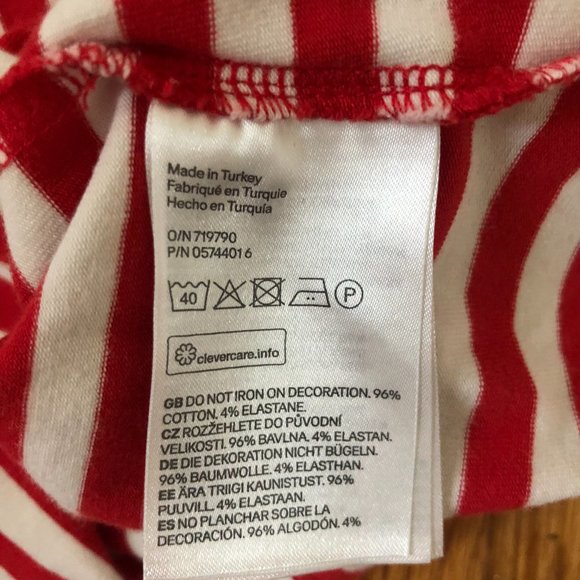 Made in Turkey
Fabriqué en Turquie
Hecho en Turquía
O/N 719790
P/N 0574401 6
40
P
clevercare.info
GB DO NOT IRON ON DECORATION. 96%
COTTON. 4% ELASTANE.
CZ ROZŽEHLETE DO PŮVODNÍ
VELIKOSTI. 96% BAVLNA. 4% ELASTAN.
DE DIE DEKORATION NICHT BÜGELN.
96% BAUMWOLLE. 4% ELASTHAN.
EE ÄRA TRIIGI KAUNISTUST. 96%
PUUVILL. 4% ELASTAAN.
ES NO PLANCHAR SOBRE LA
DECORACIÓN. 96% ALGODÓN. 4%